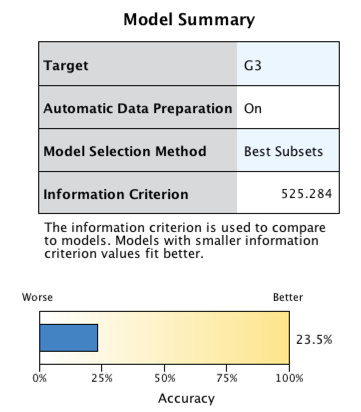 Model Summary
Target G3
Automatic Data Preparation On
Model Selection Method Best Subsets
Information Criterion 525.284
The information criterion is used to compare
to models. Models with smaller information
criterion values fit better.
Worse Better
23.5%
0% 25% 50% 75% 100%
Accuracy